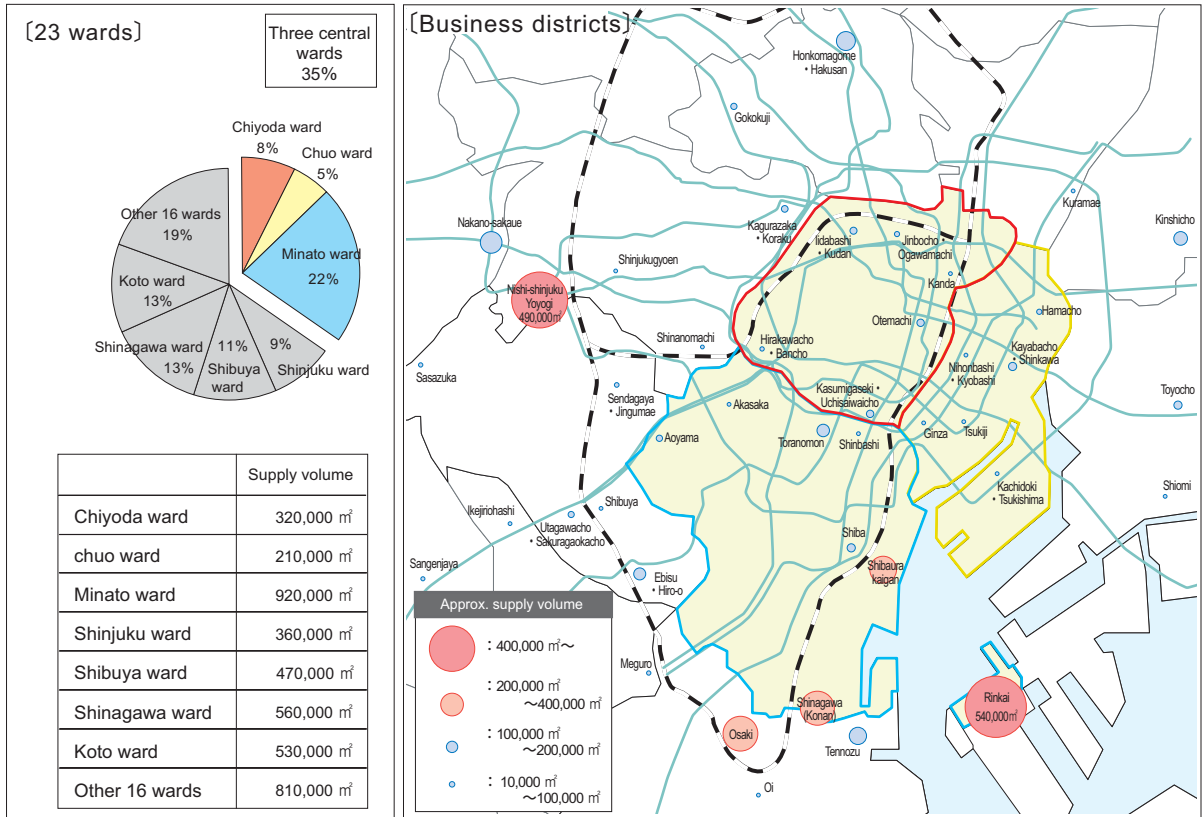 〔23 wards〕
Three central
wards
35%
Chiyoda ward
8%
Chuo ward
5%
Minato ward
22%
Shinjuku ward
9%
Shibuya
ward
11%
Shinagawa ward
13%
Koto ward
13%
Other 16 wards
19%
Supply volume
Chiyoda ward 320,000 ㎡
chuo ward 210,000 ㎡
Minato ward 920,000 ㎡
Shinjuku ward 360,000 ㎡
Shibuya ward 470,000 ㎡
Shinagawa ward 560,000 ㎡
Koto ward 530,000 ㎡
Other 16 wards 810,000 ㎡
〔Business districts〕
Honkomagome
・Hakusan
Gokokuji
Kuramae
Kinshicho
Nakano-sakaue
Kagurazaka
・Koraku
Iidabashi
・Kudan
Jinbocho・
Ogawamachi
Shinjukugyoen
Kanda
Nishi-shinjuku
Yoyogi
490,000㎡
Hamacho
Otemachi
Shinanomachi
Hirakawacho
・Bancho
Kayabacho
・Shinkawa
Nihonbashi
・Kyobashi
Sasazuka
Sendagaya
・Jingumae
Kasumigaseki・
Uchisaiwaicho
Toyocho
Akasaka
Aoyama
Toranomon
Shinbashi
Ginza
Tsukiji
Kachidoki
・Tsukishima
Shiomi
Ikejiriohashi
Shibuya
Utagawacho
・Sakuragaokacho
Shiba
Sangenjaya
Shibaura
kaigan
Ebisu
・Hiro-o
Meguro
Shinagawa
(Konan)
Rinkai
540,000㎡
Osaki
Tennozu
Oi
Approx. supply volume
：400,000 ㎡～
：200,000 ㎡
～400,000 ㎡
：100,000 ㎡
～200,000 ㎡
：10,000 ㎡
～100,000 ㎡